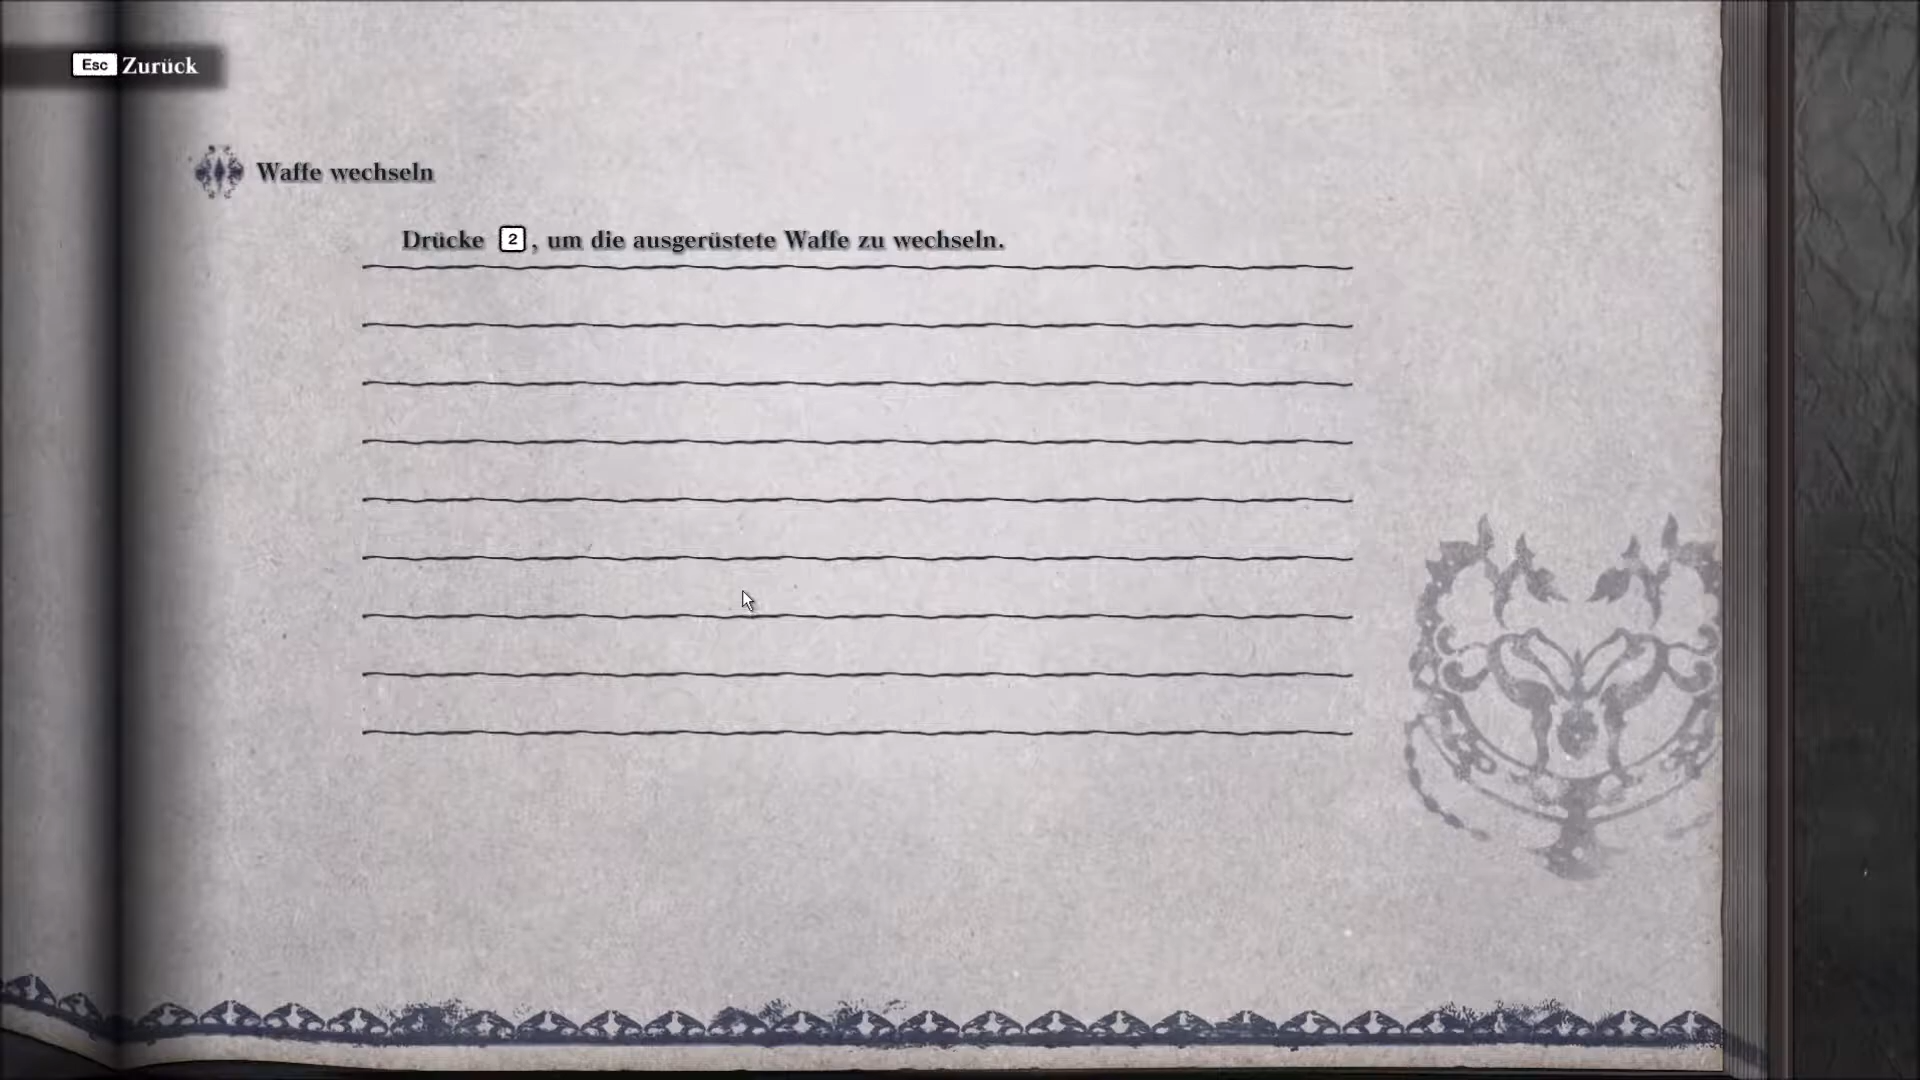 Esc Zurück
Waffe wechseln
Drücke 2, um die ausgerüstete Waffe zu wechseln.